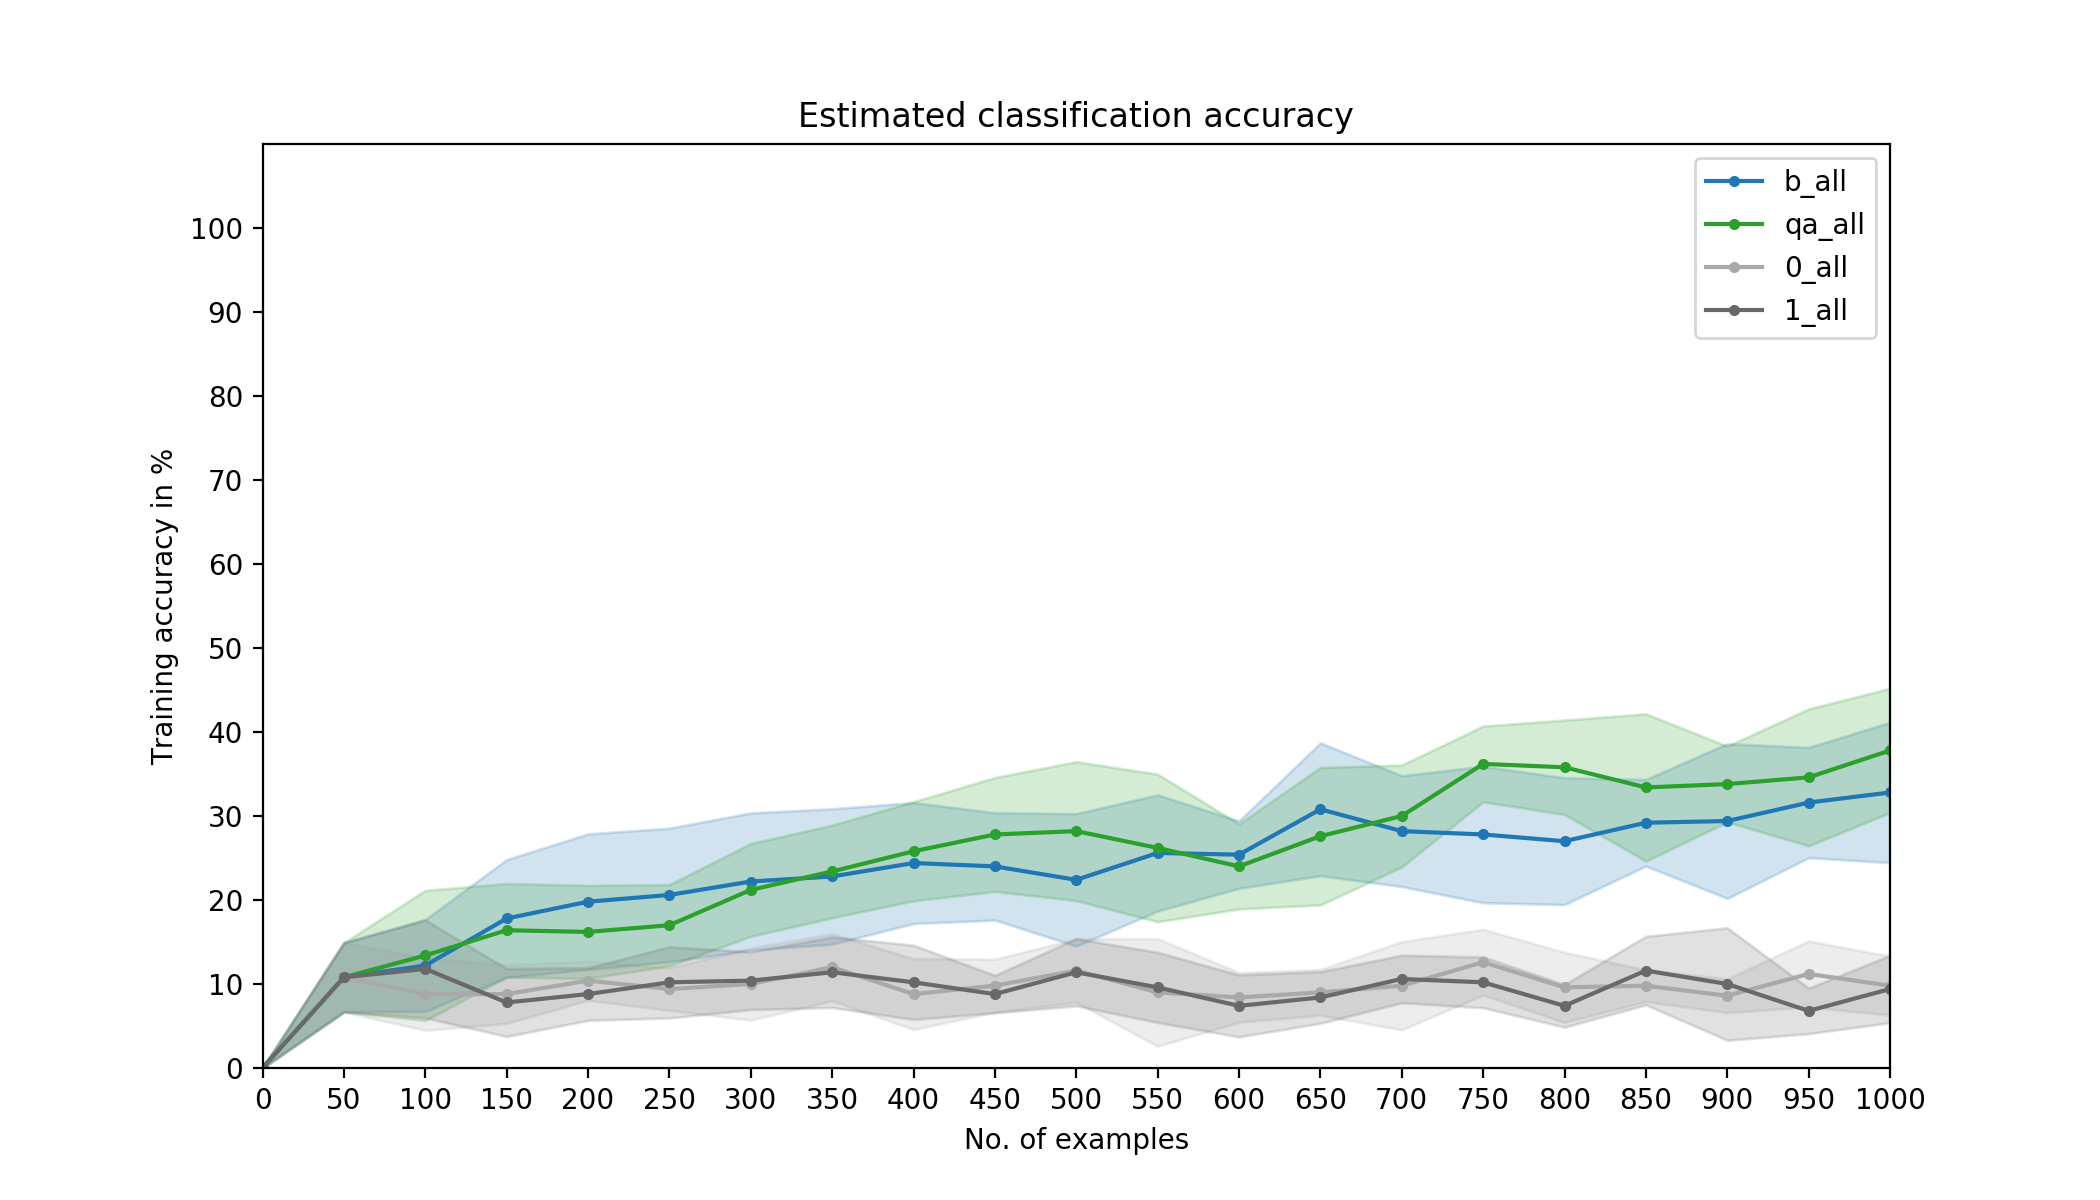 Estimated classification accuracy
b_all
qa_all
0_all
1_all
100
90
80
70
60
50
40
30
20
10
0
Training accuracy in %
0 50 100 150 200 250 300 350 400 450 500 550 600 650 700 750 800 850 900 950 1000
No. of examples